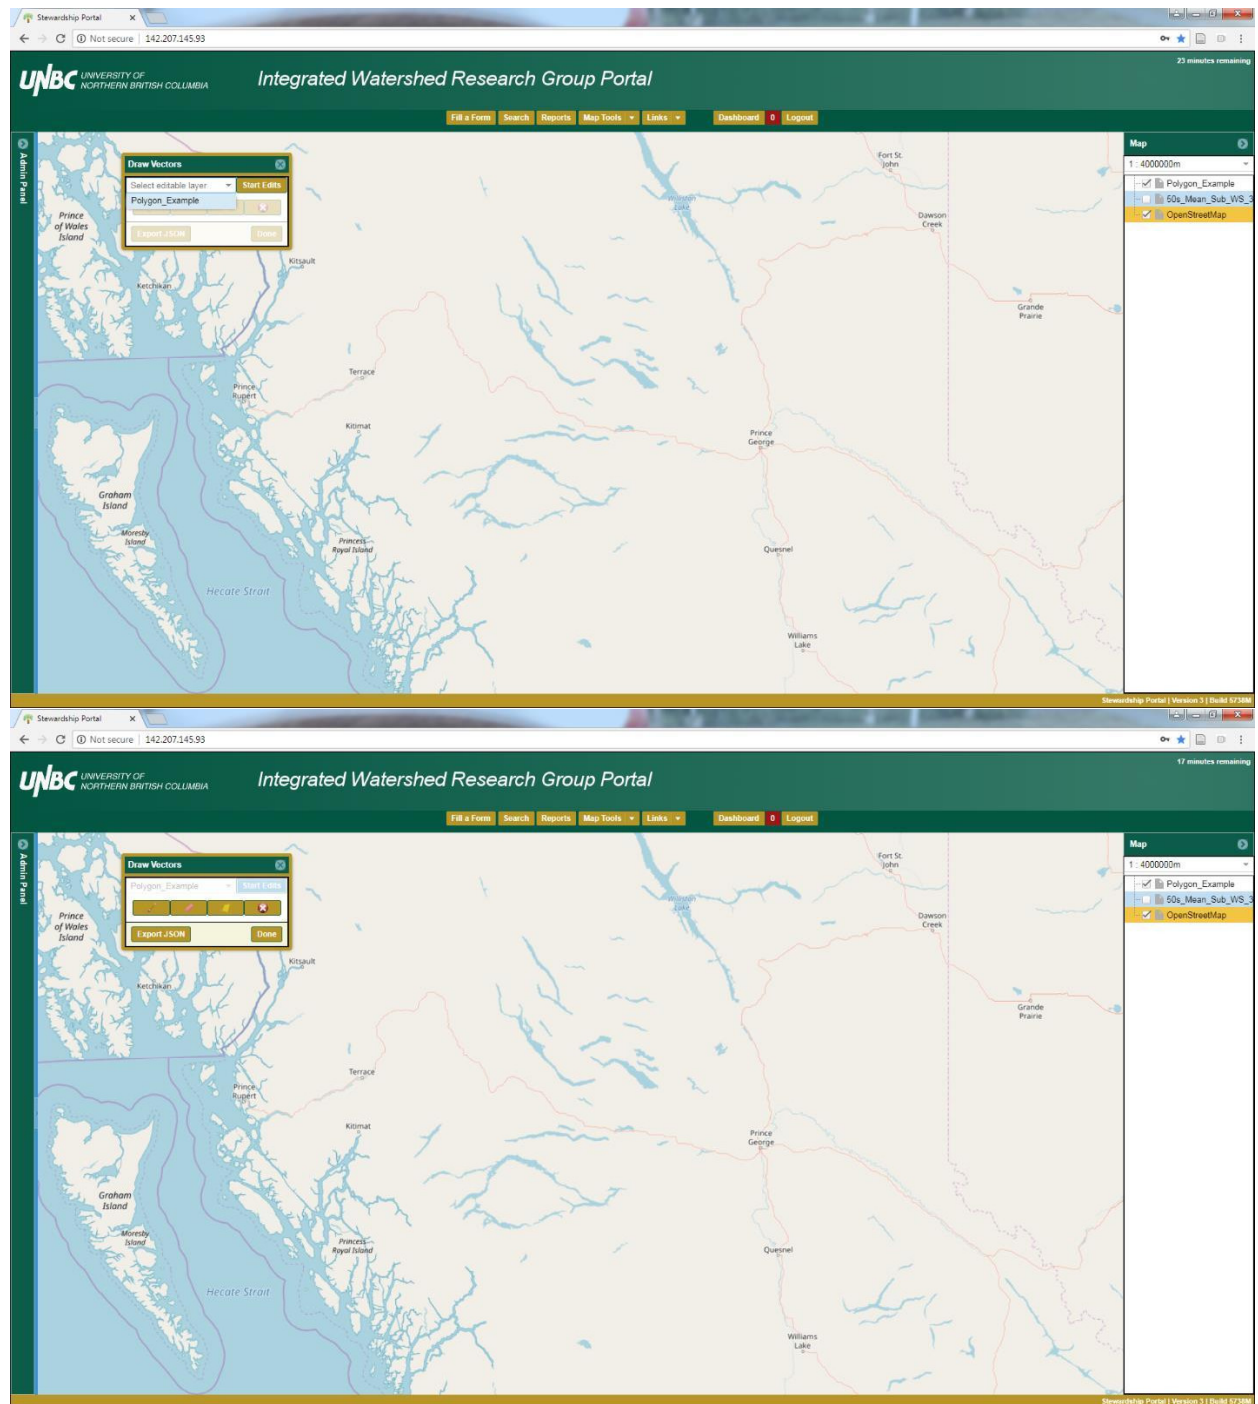 Stewardship Portal
Not secure | 142.207.145.93
23 minutes remaining
UNBC UNIVERSITY OF NORTHERN BRITISH COLUMBIA
Integrated Watershed Research Group Portal
Fill a Form Search Reports Map Tools Links Dashboard 0 Logout
Admin Panel
Draw Vectors
Select editable layer Start Edits
Polygon_Example
Export JSON Done
Map
1 : 4000000m
Polygon_Example
50s_Mean_Sub_WS_3
OpenStreetMap
Fort St. John
Williston Lake
Dawson Creek
Prince of Wales Island
Kitsault
Ketchikan
Grande Prairie
Terrace
Prince Rupert
Kitimat
Prince George
Graham Island
Moresby Island
Princess Royal Island
Quesnel
Hecate Strait
Williams Lake
Stewardship Portal | Version 3 | Build 5738M
Stewardship Portal
Not secure | 142.207.145.93
17 minutes remaining
UNBC UNIVERSITY OF NORTHERN BRITISH COLUMBIA
Integrated Watershed Research Group Portal
Fill a Form Search Reports Map Tools Links Dashboard 0 Logout
Admin Panel
Draw Vectors
Polygon_Example Start Edits
Export JSON Done
Map
1 : 4000000m
Polygon_Example
50s_Mean_Sub_WS_3
OpenStreetMap
Fort St. John
Williston Lake
Dawson Creek
Prince of Wales Island
Kitsault
Ketchikan
Grande Prairie
Terrace
Prince Rupert
Kitimat
Prince George
Graham Island
Moresby Island
Princess Royal Island
Quesnel
Hecate Strait
Williams Lake
Stewardship Portal | Version 3 | Build 5738M